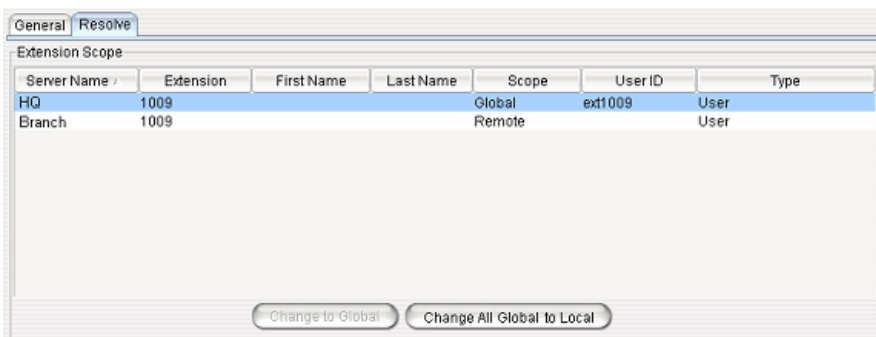 General Resolve
Extension Scope
Server Name Extension First Name Last Name Scope User ID Type
HQ 1009 Global ext1009 User
Branch 1009 Remote User
Change to Global Change All Global to Local